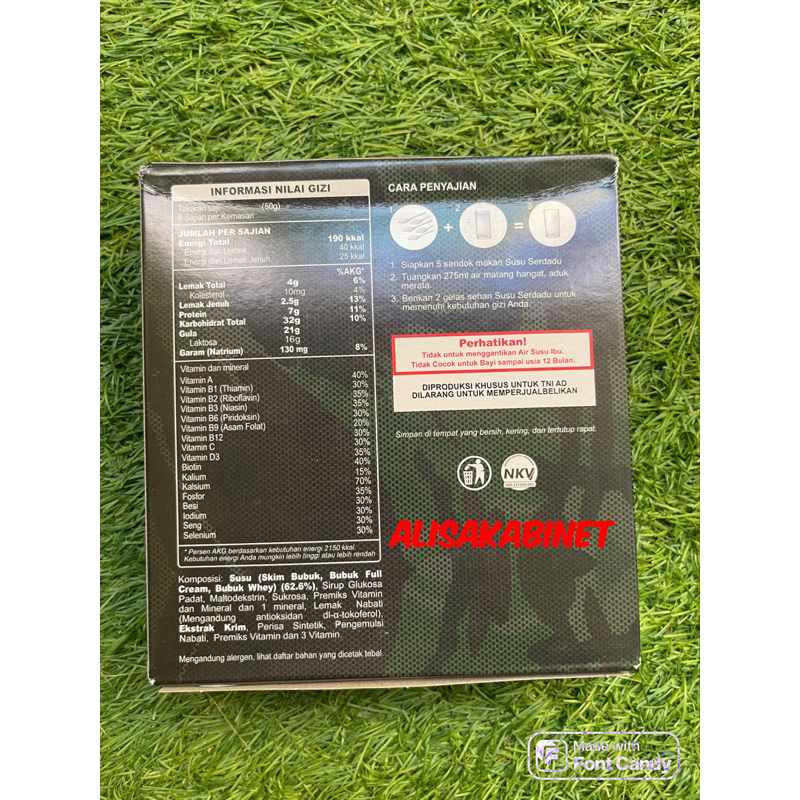 INFORMASI NILAI GIZI
Takaran saji (50g)
8 Sajian per Kemasan
JUMLAH PER SAJIAN
Energi Total 190 kkal
Energi dari Lemak 40 kkal
Energi dari Lemak Jenuh 25 kkal
%AKG*
Lemak Total 4g 6%
Kolesterol 10mg 4%
Lemak Jenuh 2.5g 13%
Protein 7g 11%
Karbohidrat Total 32g 10%
Gula 21g
Laktosa 16g
Garam (Natrium) 130 mg 8%
Vitamin dan mineral
Vitamin A 40%
Vitamin B1 (Thiamin) 30%
Vitamin B2 (Riboflavin) 35%
Vitamin B3 (Niasin) 35%
Vitamin B6 (Piridoksin) 30%
Vitamin B9 (Asam Folat) 20%
Vitamin B12 30%
Vitamin C 30%
Vitamin D3 35%
Biotin 40%
Kalium 15%
Kalsium 70%
Fosfor 35%
Besi 30%
Iodium 30%
Seng 30%
Selenium 30%
* Persen AKG berdasarkan kebutuhan energi 2150 kkal.
Kebutuhan energi Anda mungkin lebih tinggi atau lebih rendah
Komposisi: Susu (Skim Bubuk, Bubuk Full
Cream, Bubuk Whey) (62.6%), Sirup Glukosa
Padat, Maltodekstrin, Sukrosa, Premiks Vitamin
dan Mineral dan 1 mineral, Lemak Nabati
(Mengandung antioksidan dl-α-tokoferol),
Ekstrak Krim, Perisa Sintetik, Pengemulsi
Nabati, Premiks Vitamin dan 3 Vitamin.
Mengandung alergen, lihat daftar bahan yang dicetak tebal.
CARA PENYAJIAN
1 + 2 = 3
1. Siapkan 5 sendok makan Susu Serdadu
2. Tuangkan 275ml air matang hangat, aduk
merata.
3. Berikan 2 gelas sehari Susu Serdadu untuk
memenuhi kebutuhan gizi Anda.
Perhatikan!
Tidak untuk menggantikan Air Susu Ibu.
Tidak Cocok untuk Bayi sampai usia 12 Bulan.
DIPRODUKSI KHUSUS UNTUK TNI AD
DILARANG UNTUK MEMPERJUALBELIKAN
Simpan di tempat yang bersih, kering, dan tertutup rapat.
NKV
ALISAKABINET
Made with
Font Candy